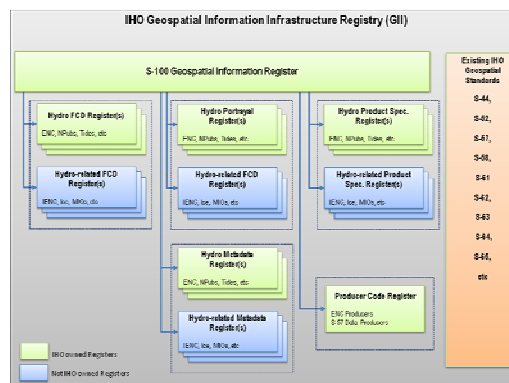 IHO Geospatial Information Infrastructure Registry (GII)
S-100 Geospatial Information Register
Existing IHO
Geospatial
Standards
S-44,
S-52,
S-57,
S-58,
S-61
S-62,
S-63
S-64,
S-65,
etc
Hydro FCD Register(s)
ENC, NPubs, Tides, etc
Hydro-related FCD
Register(s)
IENC, Ice, MIOs, etc
Hydro Portrayal
Register(s)
ENC, NPubs, Tides, etc
Hydro-related FCD
Register(s)
IENC, Ice, MIOs, etc
Hydro Product Spec.
Register(s)
ENC, NPubs, Tides, etc
Hydro-related Product
Spec. Register(s)
IENC, Ice, MIOs, etc
Hydro Metadata
Register(s)
ENC, NPubs, Tides, etc
Hydro-related Metadata
Register(s)
IENC, Ice, MIOs, etc
Producer Code Register
ENC Producers
S-57 Data Producers
IHO owned Registers
Not IHO owned Registers